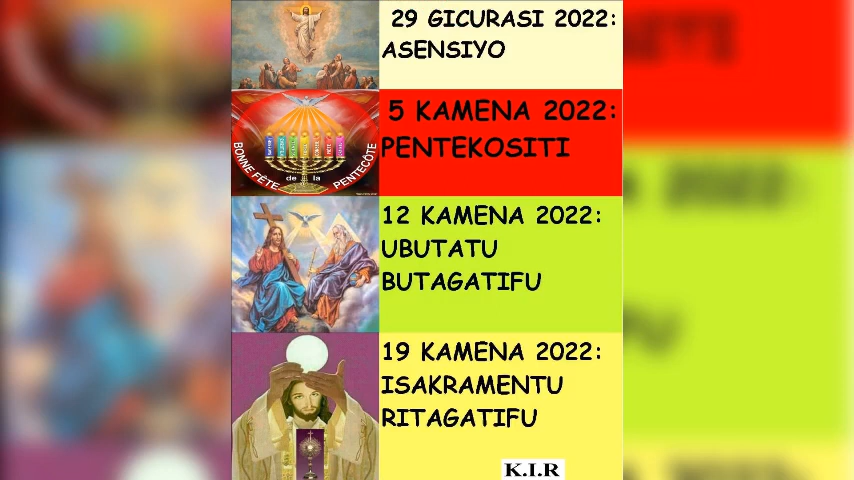 29 GICURASI 2022:
ASENSIYO
5 KAMENA 2022:
PENTEKOSITI
BONNE FÊTE de la PENTECÔTE
12 KAMENA 2022:
UBUTATU
BUTAGATIFU
19 KAMENA 2022:
ISAKRAMENTU
RITAGATIFU
K.I.R